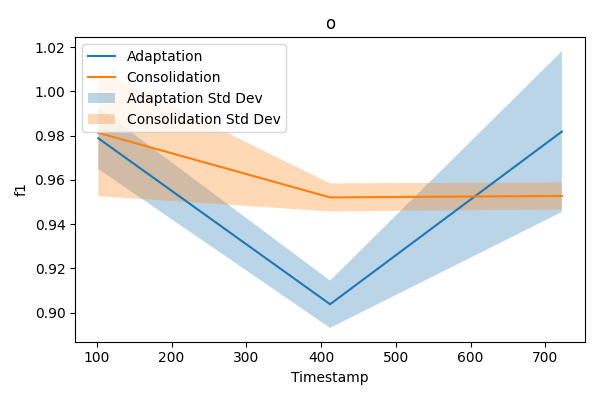 o
1.02
1.00
0.98
0.96
0.94
0.92
0.90
f1
Adaptation
Consolidation
Adaptation Std Dev
Consolidation Std Dev
100 200 300 400 500 600 700
Timestamp